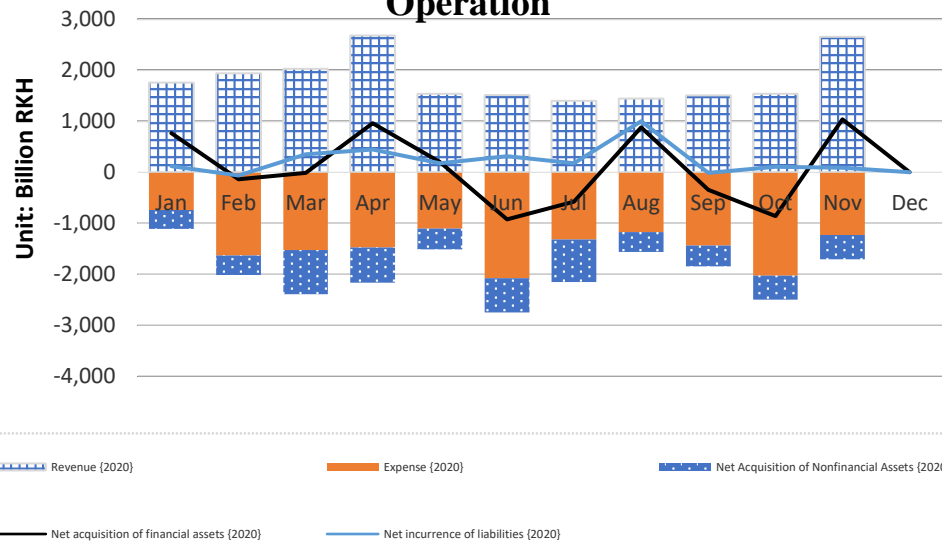 Operation
3,000
2,000
1,000
0
-1,000
-2,000
-3,000
-4,000
Unit: Billion RKH
Jan Feb Mar Apr May Jun Jul Aug Sep Oct Nov Dec
Revenue {2020} Expense {2020} Net Acquisition of Nonfinancial Assets {2020
Net acquisition of financial assets {2020} Net incurrence of liabilities {2020}